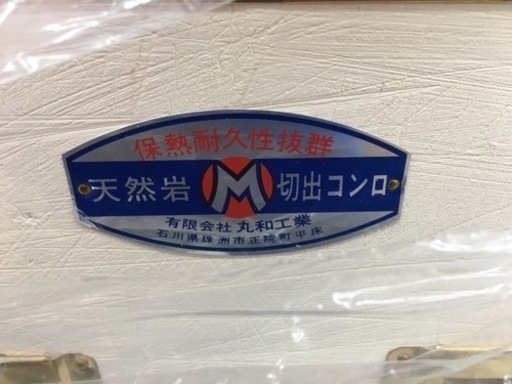 保熱耐久性抜群
天然岩 M 切出コンロ
有限会社 丸和工業
石川県珠洲市正院町平床